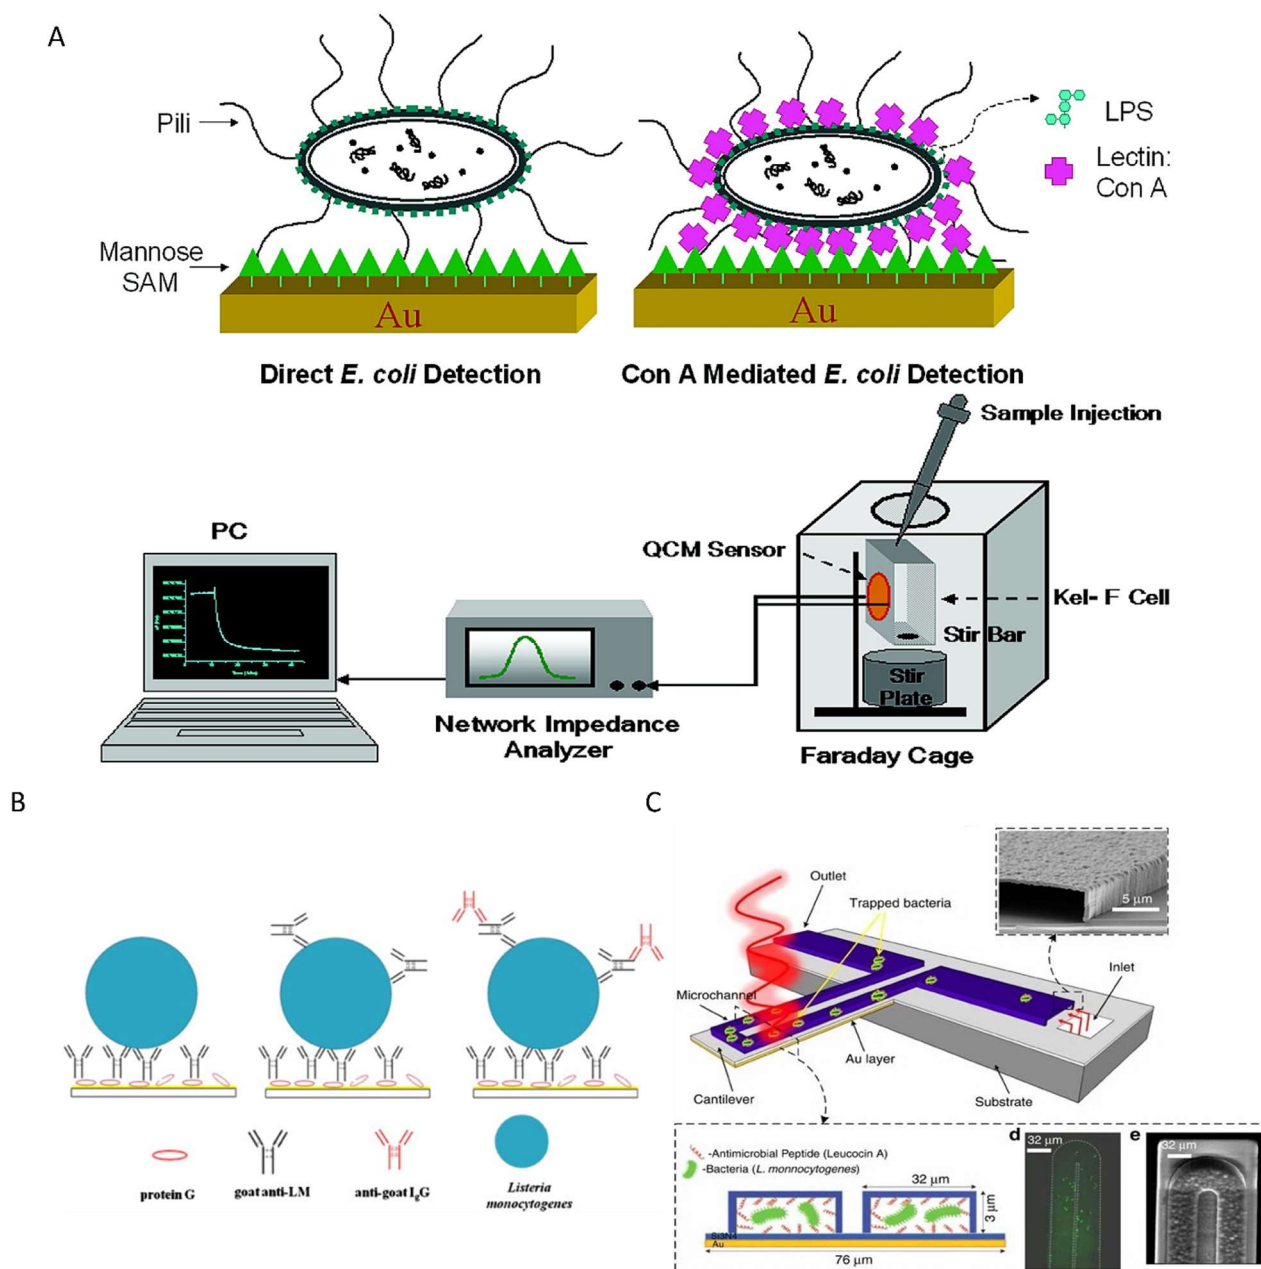 A
Pili
LPS
Lectin:
Con A
Mannose
SAM
Au
Au
Direct E. coli Detection
Con A Mediated E. coli Detection
Sample Injection
PC
QCM Sensor
Kel- F Cell
Stir Bar
Stir
Plate
Network Impedance
Analyzer
Faraday Cage
B
C
Outlet
Trapped bacteria
5 µm
Inlet
Microchannel
Au layer
Cantilever
Substrate
protein G
goat anti-LM
anti-goat IgG
Listeria
monocytogenes
-Antimicrobial Peptide (Leucocin A)
-Bacteria (L. monnocytogenes)
32 µm
3 µm
Si3N4
Au
76 µm
d
32 µm
e
32 µm